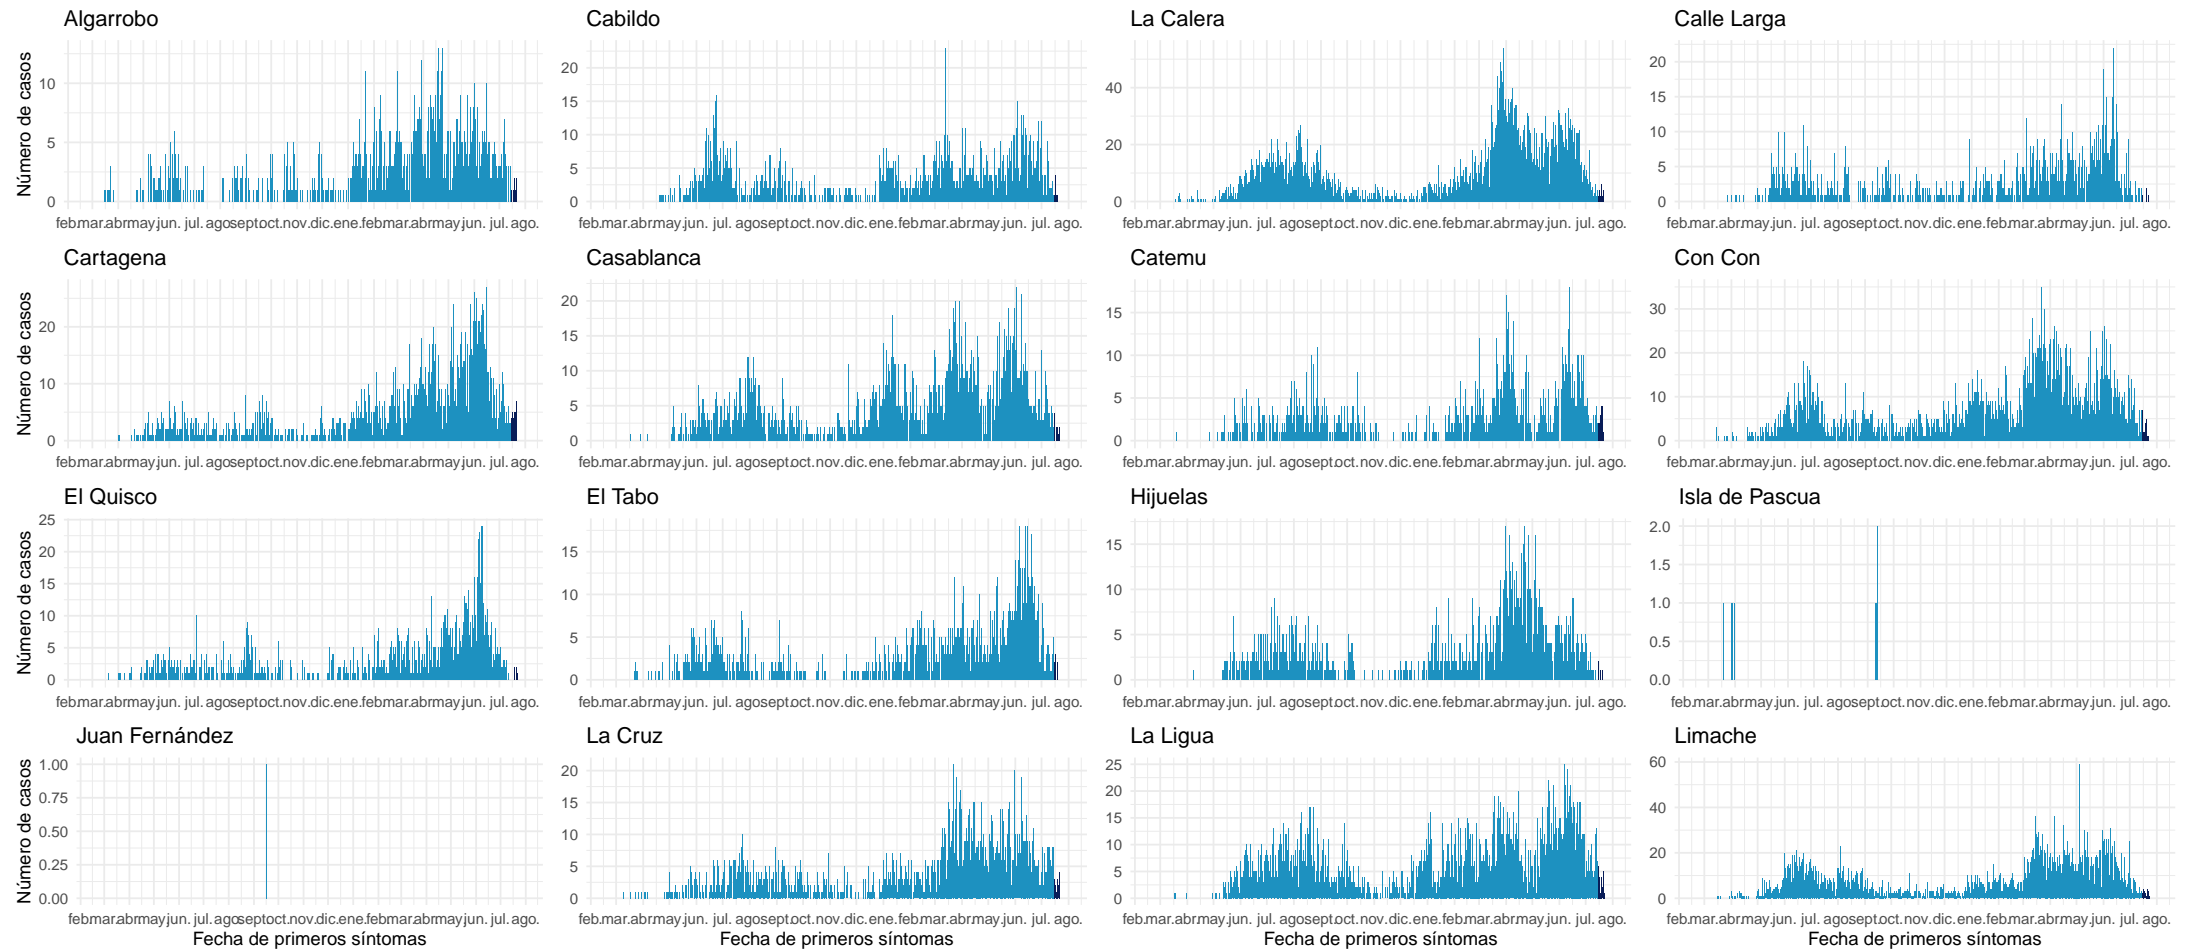 Algarrobo Cabildo La Calera Calle Larga
Número de casos
10
5
0
20
15
10
5
0
40
20
0
20
15
10
5
0
feb.mar.abr.may.jun. jul. ago.sept.oct.nov.dic.ene.feb.mar.abr.may.jun. jul. ago.
feb.mar.abr.may.jun. jul. ago.sept.oct.nov.dic.ene.feb.mar.abr.may.jun. jul. ago.
feb.mar.abr.may.jun. jul. ago.sept.oct.nov.dic.ene.feb.mar.abr.may.jun. jul. ago.
feb.mar.abr.may.jun. jul. ago.sept.oct.nov.dic.ene.feb.mar.abr.may.jun. jul. ago.
Cartagena Casablanca Catemu Con Con
Número de casos
20
10
0
20
15
10
5
0
15
10
5
0
30
20
10
0
feb.mar.abr.may.jun. jul. ago.sept.oct.nov.dic.ene.feb.mar.abr.may.jun. jul. ago.
feb.mar.abr.may.jun. jul. ago.sept.oct.nov.dic.ene.feb.mar.abr.may.jun. jul. ago.
feb.mar.abr.may.jun. jul. ago.sept.oct.nov.dic.ene.feb.mar.abr.may.jun. jul. ago.
feb.mar.abr.may.jun. jul. ago.sept.oct.nov.dic.ene.feb.mar.abr.may.jun. jul. ago.
El Quisco El Tabo Hijuelas Isla de Pascua
Número de casos
25
20
15
10
5
0
15
10
5
0
15
10
5
0
2.0
1.5
1.0
0.5
0.0
feb.mar.abr.may.jun. jul. ago.sept.oct.nov.dic.ene.feb.mar.abr.may.jun. jul. ago.
feb.mar.abr.may.jun. jul. ago.sept.oct.nov.dic.ene.feb.mar.abr.may.jun. jul. ago.
feb.mar.abr.may.jun. jul. ago.sept.oct.nov.dic.ene.feb.mar.abr.may.jun. jul. ago.
feb.mar.abr.may.jun. jul. ago.sept.oct.nov.dic.ene.feb.mar.abr.may.jun. jul. ago.
Juan Fernández La Cruz La Ligua Limache
Número de casos
1.00
0.75
0.50
0.25
0.00
20
15
10
5
0
25
20
15
10
5
0
60
40
20
0
feb.mar.abr.may.jun. jul. ago.sept.oct.nov.dic.ene.feb.mar.abr.may.jun. jul. ago.
feb.mar.abr.may.jun. jul. ago.sept.oct.nov.dic.ene.feb.mar.abr.may.jun. jul. ago.
feb.mar.abr.may.jun. jul. ago.sept.oct.nov.dic.ene.feb.mar.abr.may.jun. jul. ago.
feb.mar.abr.may.jun. jul. ago.sept.oct.nov.dic.ene.feb.mar.abr.may.jun. jul. ago.
Fecha de primeros síntomas Fecha de primeros síntomas Fecha de primeros síntomas Fecha de primeros síntomas